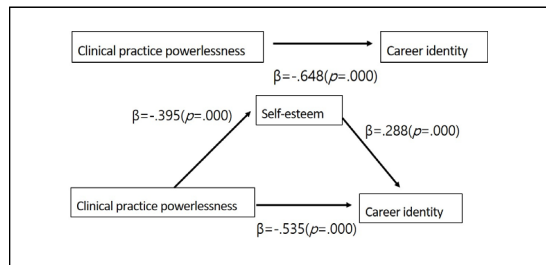 Clinical practice powerlessness
Career identity
β=-.648(p=.000)
β=-.395(p=.000)
Self-esteem
β=.288(p=.000)
Clinical practice powerlessness
Career identity
β=-.535(p=.000)